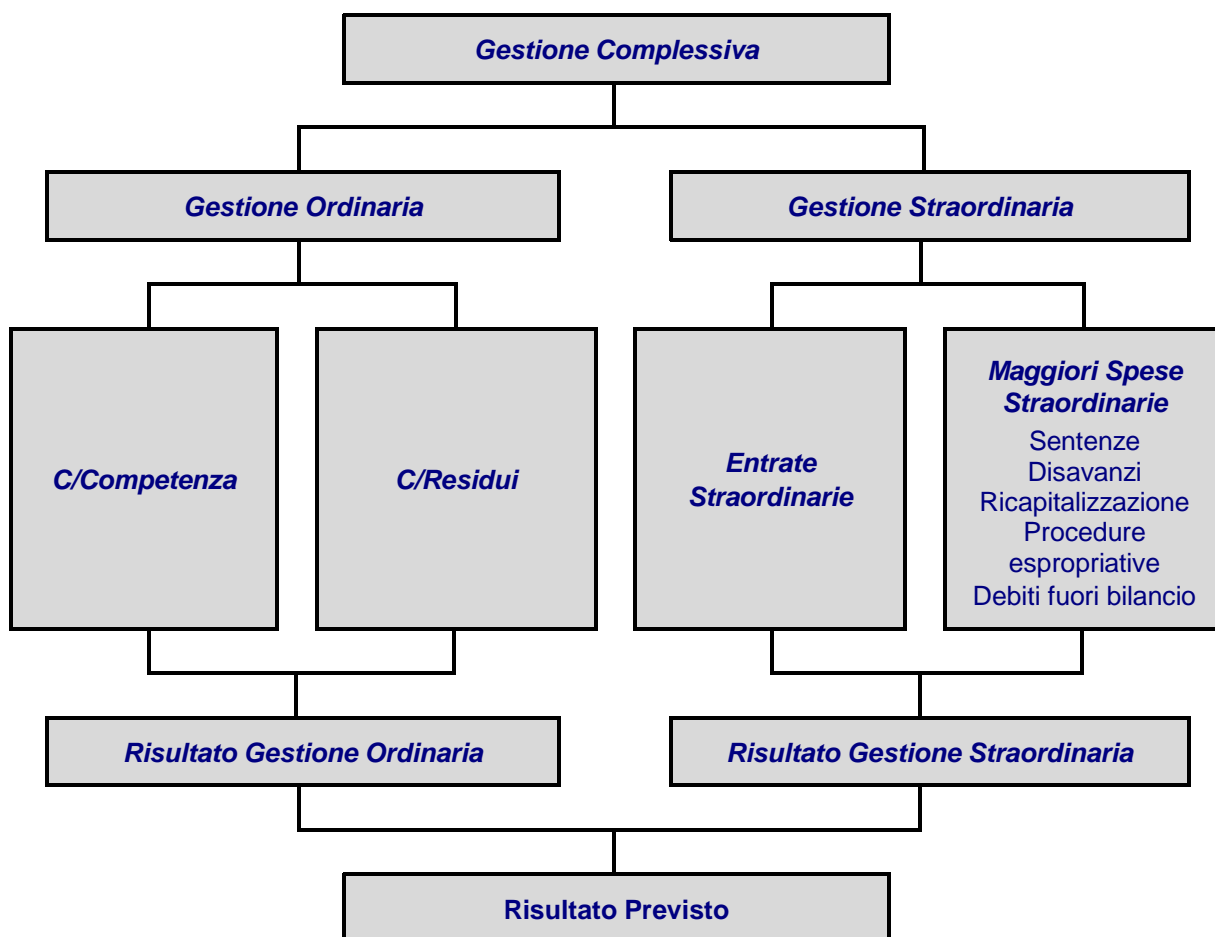 Gestione Complessiva
Gestione Ordinaria
Gestione Straordinaria
C/Competenza
C/Residui
Entrate
Straordinarie
Maggiori Spese
Straordinarie
Sentenze
Disavanzi
Ricapitalizzazione
Procedure
espropriative
Debiti fuori bilancio
Risultato Gestione Ordinaria
Risultato Gestione Straordinaria
Risultato Previsto